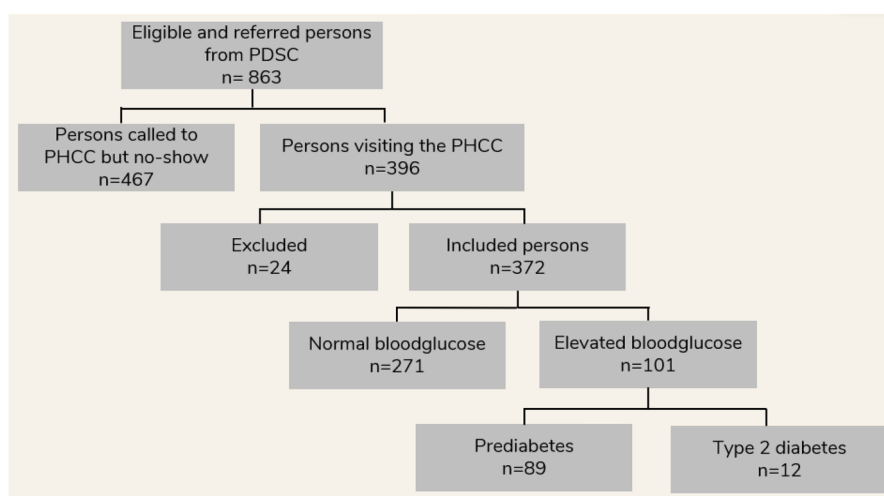 Eligible and referred persons
from PDSC
n= 863
Persons called to
PHCC but no-show
n=467
Persons visiting the PHCC
n=396
Excluded
n=24
Included persons
n=372
Normal bloodglucose
n=271
Elevated bloodglucose
n=101
Prediabetes
n=89
Type 2 diabetes
n=12